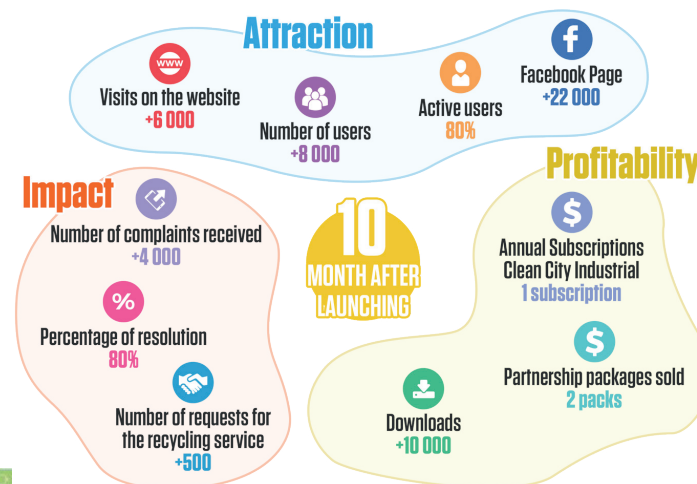 Attraction
www
Visits on the website
+6 000
Number of users
+8 000
Active users
80%
f
Facebook Page
+22 000
Impact
Number of complaints received
+4 000
%
Percentage of resolution
80%
Number of requests for
the recycling service
+500
10
MONTH AFTER
LAUNCHING
Profitability
$
Annual Subscriptions
Clean City Industrial
1 subscription
$
Partnership packages sold
2 packs
Downloads
+10 000